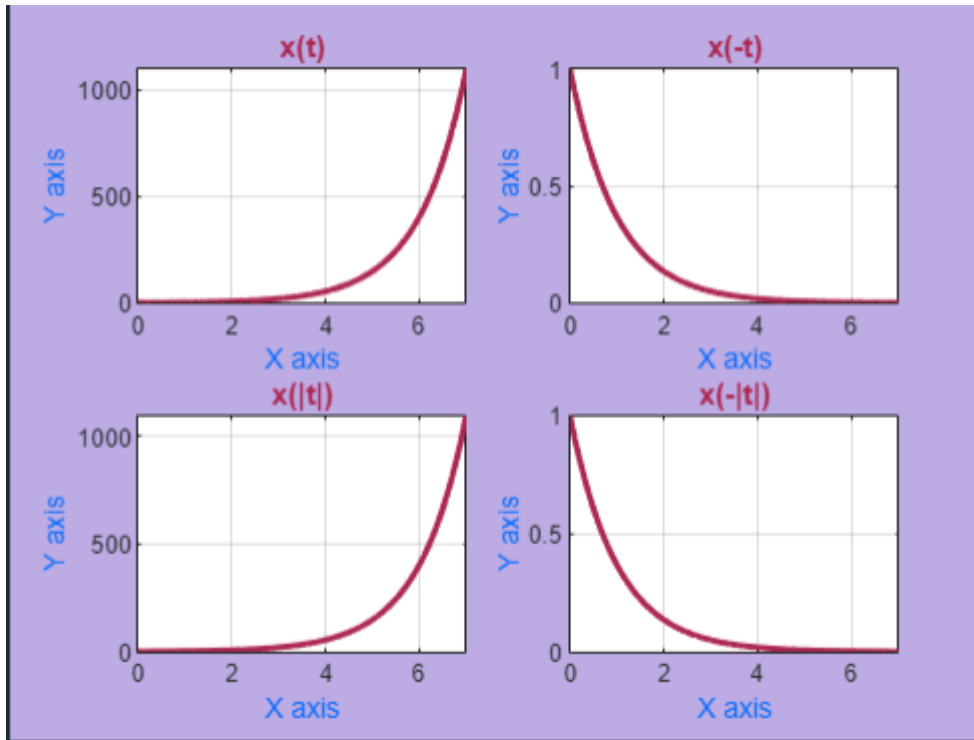 x(t)
1000
500
0
0 2 4 6
Y axis
X axis
x(-t)
1
0.5
0
0 2 4 6
Y axis
X axis
x(|t|)
1000
500
0
0 2 4 6
Y axis
X axis
x(-|t|)
1
0.5
0
0 2 4 6
Y axis
X axis